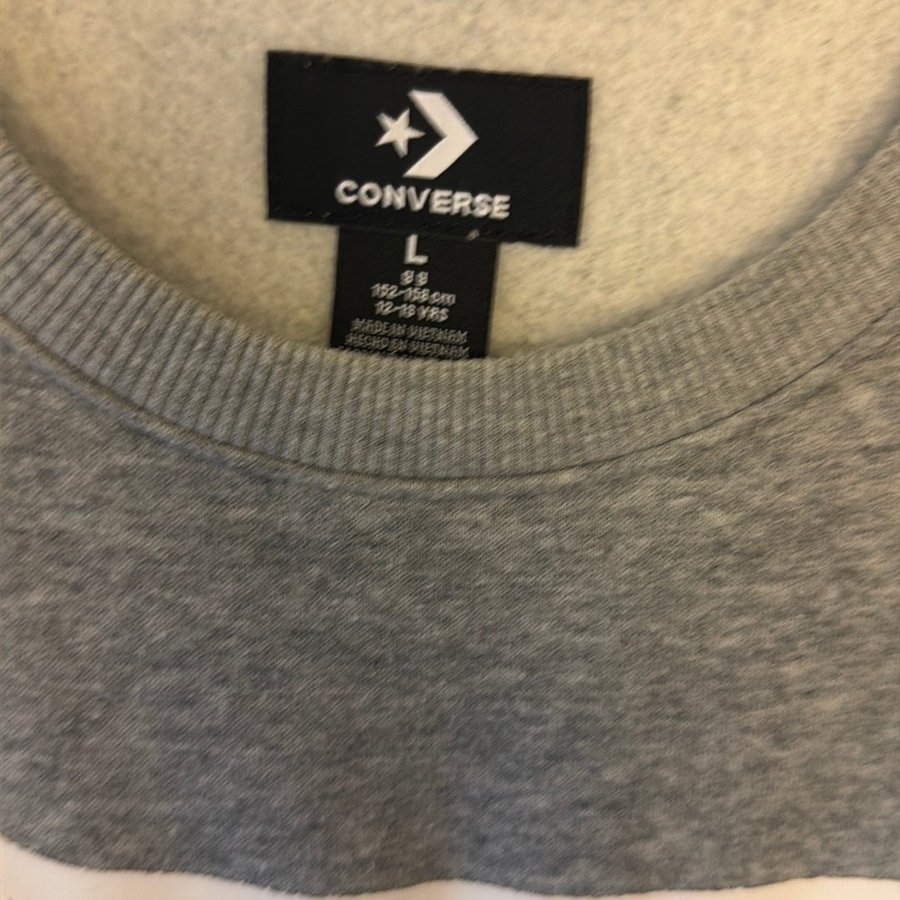 CONVERSE
L
152-158 cm
12-13 YRS
MADE IN VIETNAM
HECHO EN VIETNAM